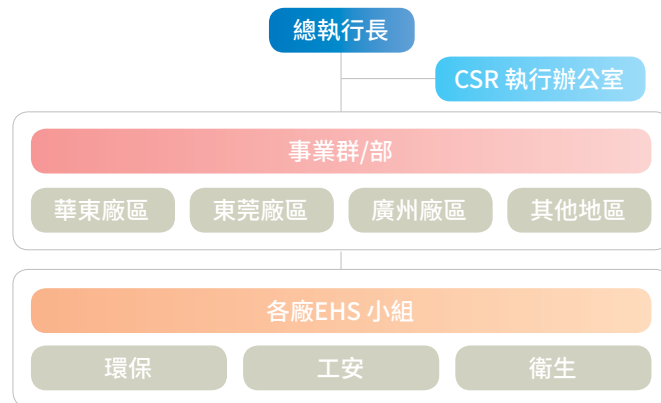 總執行長
CSR 執行辦公室
事業群/部
華東廠區
東莞廠區
廣州廠區
其他地區
各廠EHS 小組
環保
工安
衛生